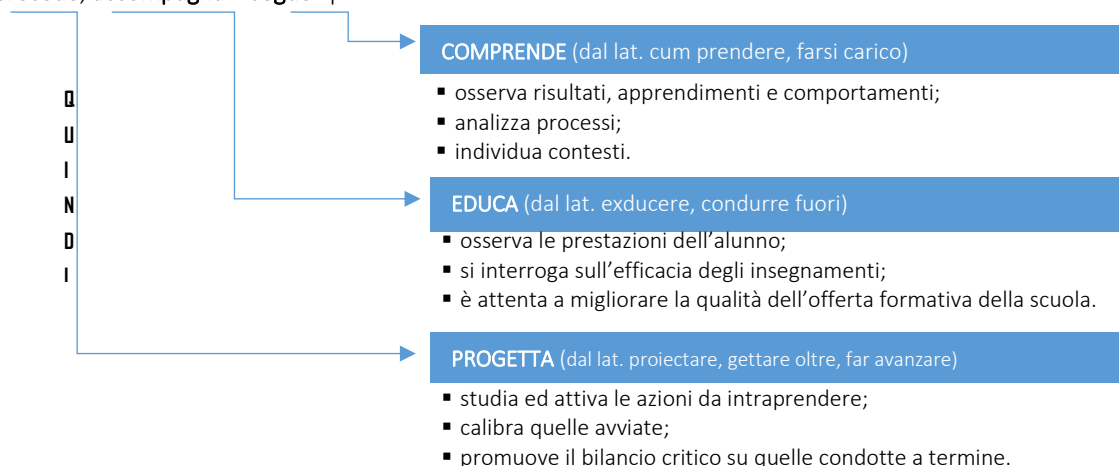 COMPRENDE (dal lat. cum prendere, farsi carico)
▪ osserva risultati, apprendimenti e comportamenti;
▪ analizza processi;
▪ individua contesti.
QUINDI
EDUCA (dal lat. exducere, condurre fuori)
▪ osserva le prestazioni dell'alunno;
▪ si interroga sull'efficacia degli insegnamenti;
▪ è attenta a migliorare la qualità dell'offerta formativa della scuola.
PROGETTA (dal lat. proiectare, gettare oltre, far avanzare)
▪ studia ed attiva le azioni da intraprendere;
▪ calibra quelle avviate;
▪ promuove il bilancio critico su quelle condotte a termine.